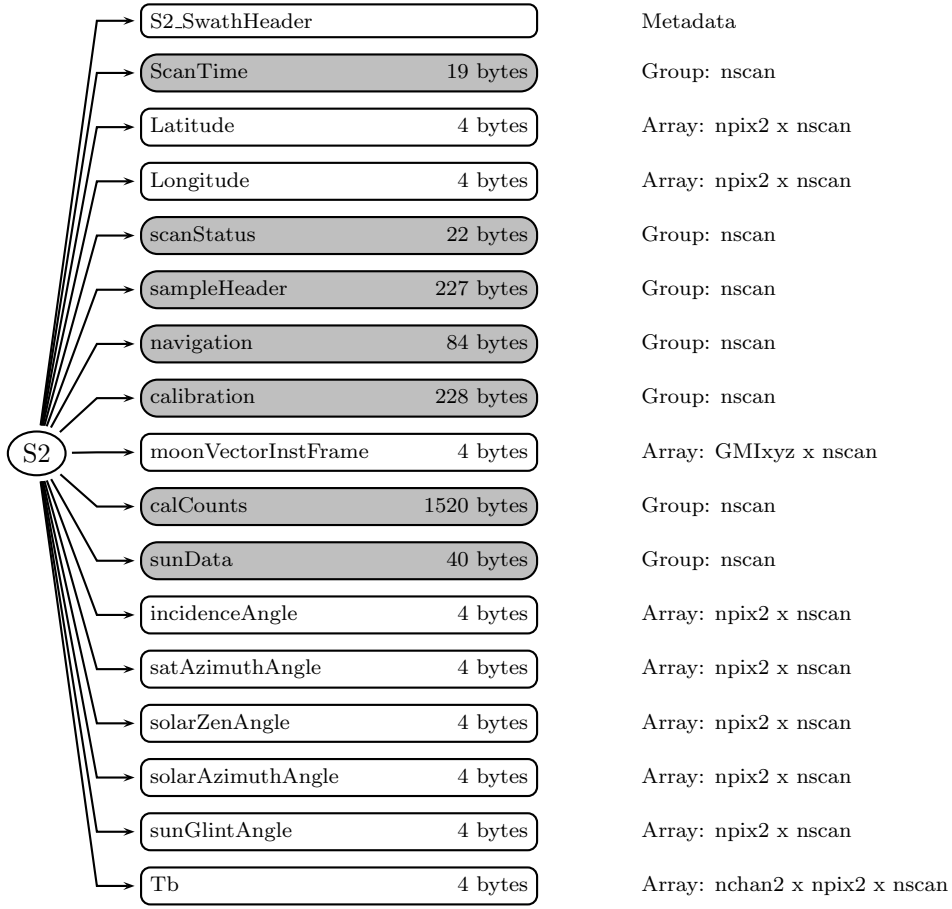 S2_SwathHeader Metadata
ScanTime 19 bytes Group: nscan
Latitude 4 bytes Array: npix2 x nscan
Longitude 4 bytes Array: npix2 x nscan
scanStatus 22 bytes Group: nscan
sampleHeader 227 bytes Group: nscan
navigation 84 bytes Group: nscan
calibration 228 bytes Group: nscan
S2 moonVectorInstFrame 4 bytes Array: GMIxyz x nscan
calCounts 1520 bytes Group: nscan
sunData 40 bytes Group: nscan
incidenceAngle 4 bytes Array: npix2 x nscan
satAzimuthAngle 4 bytes Array: npix2 x nscan
solarZenAngle 4 bytes Array: npix2 x nscan
solarAzimuthAngle 4 bytes Array: npix2 x nscan
sunGlintAngle 4 bytes Array: npix2 x nscan
Tb 4 bytes Array: nchan2 x npix2 x nscan